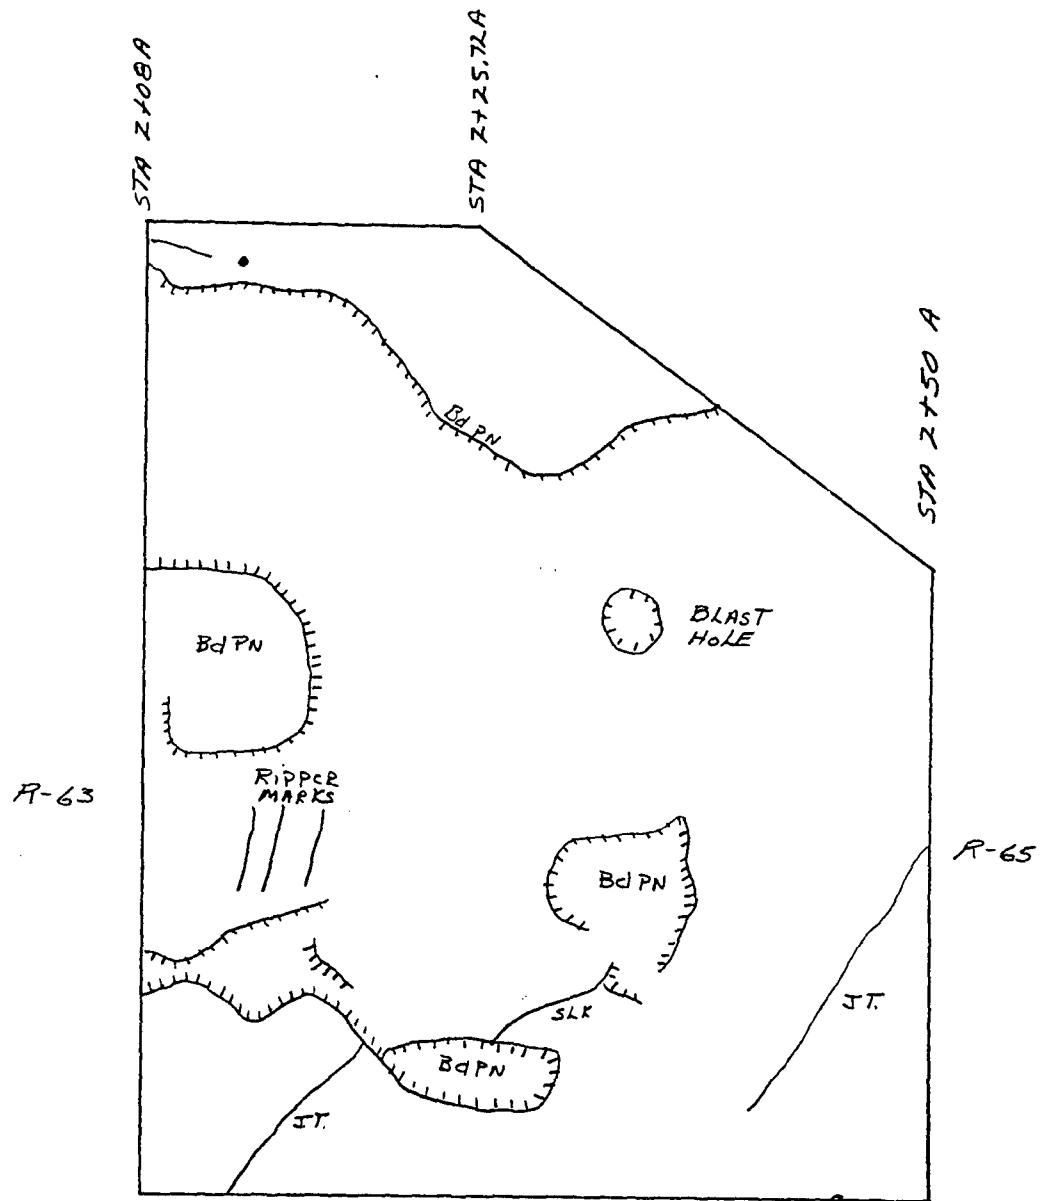 STA 2+08A
STA 2+25.72A
STA 2+50 A
Bd PN
Bd PN
BLAST
HOLE
RIPPER
MARKS
R-63
R-65
Bd PN
JT.
SLK
Bd PN
JT.